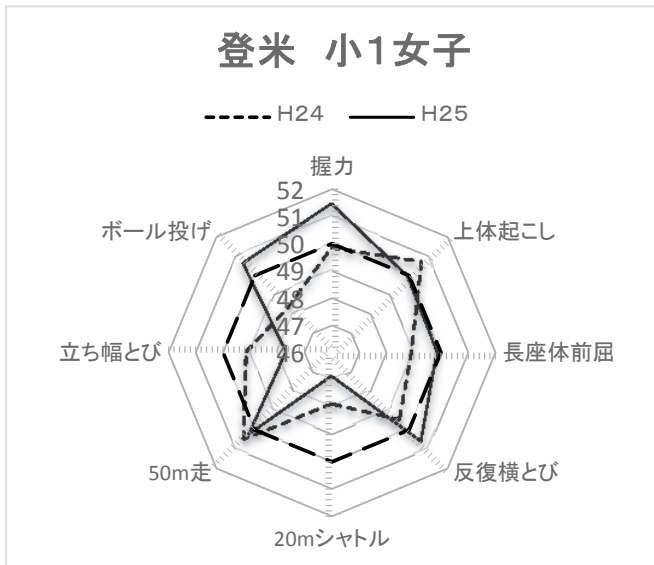 登米 小1女子
H24 H25
握力
52
51
50
49
48
47
46
上体起こし
長座体前屈
反復横とび
20mシャトル
50m走
立ち幅とび
ボール投げ